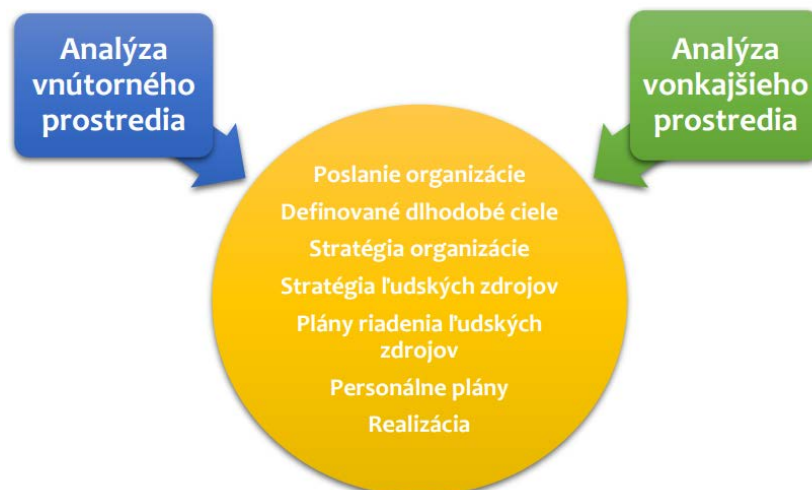 Analýza
vnútorného
prostredia
Analýza
vonkajšieho
prostredia
Poslanie organizácie
Definované dlhodobé ciele
Stratégia organizácie
Stratégia ľudských zdrojov
Plány riadenia ľudských
zdrojov
Personálne plány
Realizácia